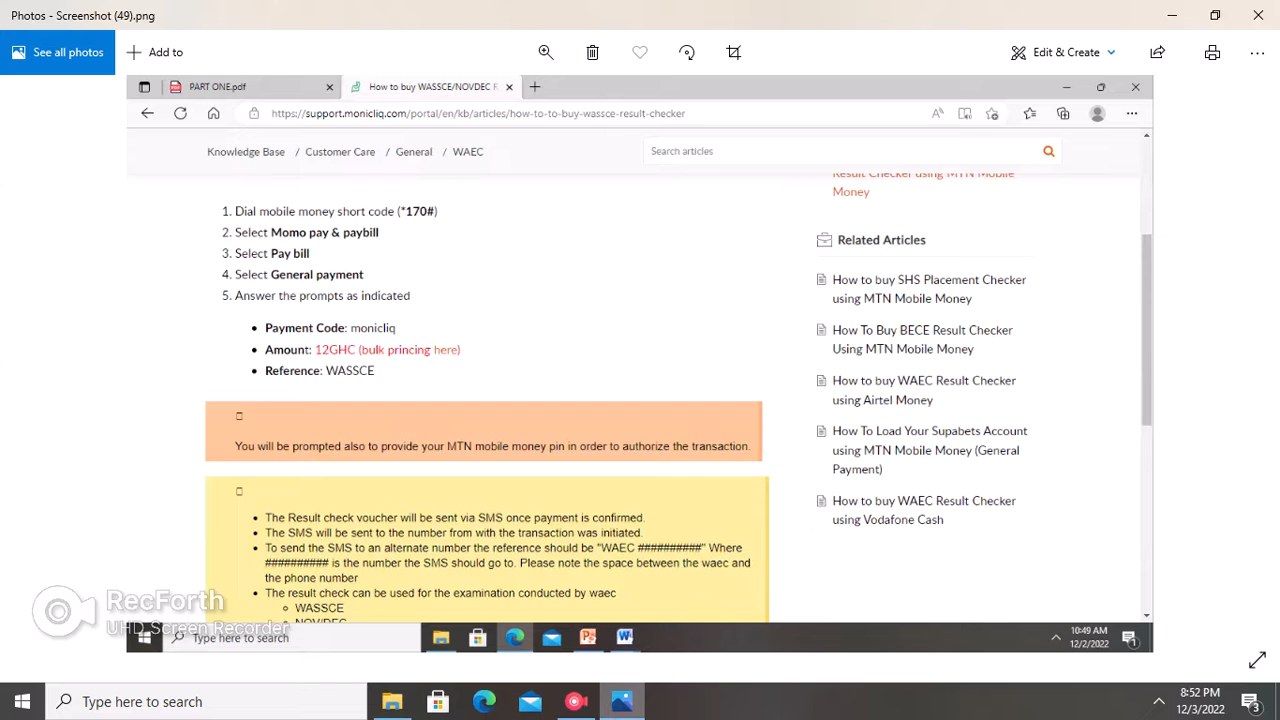 Photos - Screenshot (49).png
See all photos
Add to
Edit & Create
PART ONE.pdf
How to buy WASSCE/NOVDEC R
https://support.monicliq.com/portal/en/kb/articles/how-to-to-buy-wassce-result-checker
Knowledge Base / Customer Care / General / WAEC
Search articles
Result Checker using MTN Mobile
Money
1. Dial mobile money short code (*170#)
2. Select Momo pay & paybill
3. Select Pay bill
4. Select General payment
5. Answer the prompts as indicated
• Payment Code: monicliq
• Amount: 12GHC (bulk princing here)
• Reference: WASSCE
You will be prompted also to provide your MTN mobile money pin in order to authorize the transaction.
• The Result check voucher will be sent via SMS once payment is confirmed.
• The SMS will be sent to the number from with the transaction was initiated.
• To send the SMS to an alternate number the reference should be "WAEC ##########" Where
########## is the number the SMS should go to. Please note the space between the waec and
the phone number
• The result check can be used for the examination conducted by waec
◦ WASSCE
◦ NOV/DEC
Related Articles
How to buy SHS Placement Checker
using MTN Mobile Money
How To Buy BECE Result Checker
Using MTN Mobile Money
How to buy WAEC Result Checker
using Airtel Money
How To Load Your Supabets Account
using MTN Mobile Money (General
Payment)
How to buy WAEC Result Checker
using Vodafone Cash
RecForth
UHD Screen Recorder
Type here to search
10:49 AM
12/2/2022
1
Type here to search
8:52 PM
12/3/2022
3